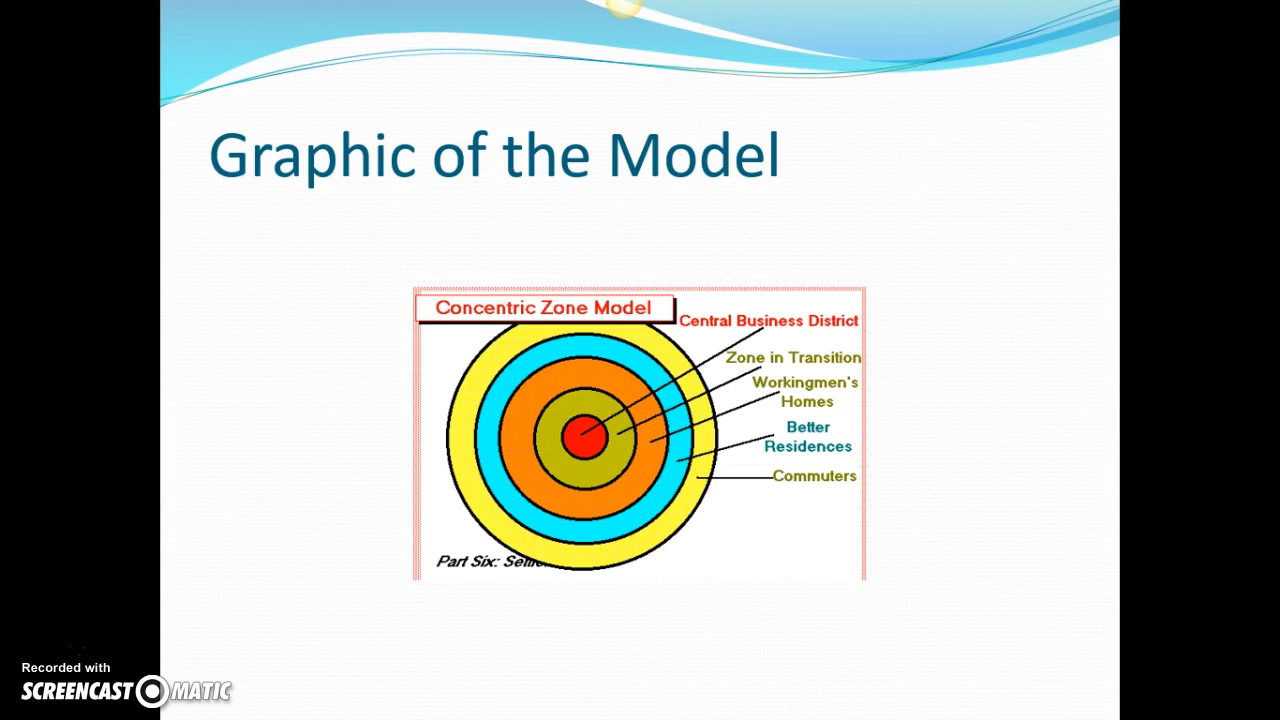 Graphic of the Model
Concentric Zone Model
Central Business District
Zone in Transition
Workingmen's
Homes
Better
Residences
Commuters
Part Six:
Recorded with
SCREENCAST MATIC